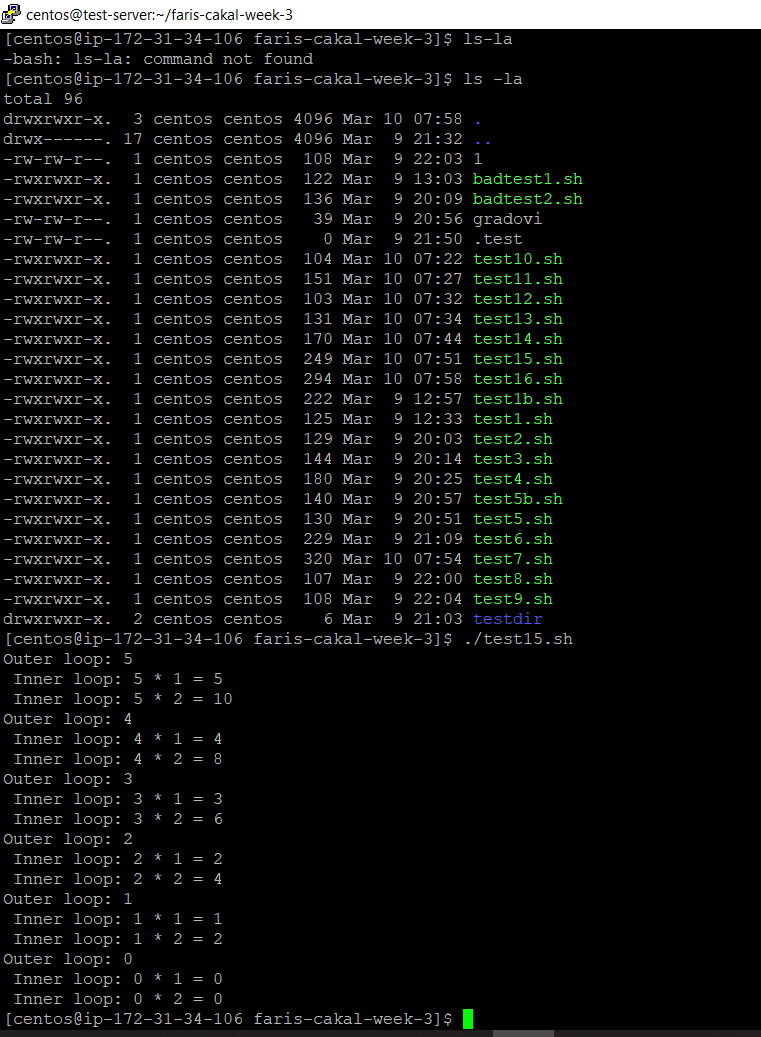 centos@test-server:~/faris-cakal-week-3
[centos@ip-172-31-34-106 faris-cakal-week-3]$ ls-la
-bash: ls-la: command not found
[centos@ip-172-31-34-106 faris-cakal-week-3]$ ls -la
total 96
drwxrwxr-x.  3 centos centos 4096 Mar 10 07:58 .
drwx------. 17 centos centos 4096 Mar  9 21:32 ..
-rw-rw-r--.  1 centos centos  108 Mar  9 22:03 1
-rwxrwxr-x.  1 centos centos  122 Mar  9 13:03 badtest1.sh
-rwxrwxr-x.  1 centos centos  136 Mar  9 20:09 badtest2.sh
-rw-rw-r--.  1 centos centos   39 Mar  9 20:56 gradovi
-rw-rw-r--.  1 centos centos    0 Mar  9 21:50 .test
-rwxrwxr-x.  1 centos centos  104 Mar 10 07:22 test10.sh
-rwxrwxr-x.  1 centos centos  151 Mar 10 07:27 test11.sh
-rwxrwxr-x.  1 centos centos  103 Mar 10 07:32 test12.sh
-rwxrwxr-x.  1 centos centos  131 Mar 10 07:34 test13.sh
-rwxrwxr-x.  1 centos centos  170 Mar 10 07:44 test14.sh
-rwxrwxr-x.  1 centos centos  249 Mar 10 07:51 test15.sh
-rwxrwxr-x.  1 centos centos  294 Mar 10 07:58 test16.sh
-rwxrwxr-x.  1 centos centos  222 Mar  9 12:57 test1b.sh
-rwxrwxr-x.  1 centos centos  125 Mar  9 12:33 test1.sh
-rwxrwxr-x.  1 centos centos  129 Mar  9 20:03 test2.sh
-rwxrwxr-x.  1 centos centos  144 Mar  9 20:14 test3.sh
-rwxrwxr-x.  1 centos centos  180 Mar  9 20:25 test4.sh
-rwxrwxr-x.  1 centos centos  140 Mar  9 20:57 test5b.sh
-rwxrwxr-x.  1 centos centos  130 Mar  9 20:51 test5.sh
-rwxrwxr-x.  1 centos centos  229 Mar  9 21:09 test6.sh
-rwxrwxr-x.  1 centos centos  320 Mar 10 07:54 test7.sh
-rwxrwxr-x.  1 centos centos  107 Mar  9 22:00 test8.sh
-rwxrwxr-x.  1 centos centos  108 Mar  9 22:04 test9.sh
drwxrwxr-x.  2 centos centos    6 Mar  9 21:03 testdir
[centos@ip-172-31-34-106 faris-cakal-week-3]$ ./test15.sh
Outer loop: 5
 Inner loop: 5 * 1 = 5
 Inner loop: 5 * 2 = 10
Outer loop: 4
 Inner loop: 4 * 1 = 4
 Inner loop: 4 * 2 = 8
Outer loop: 3
 Inner loop: 3 * 1 = 3
 Inner loop: 3 * 2 = 6
Outer loop: 2
 Inner loop: 2 * 1 = 2
 Inner loop: 2 * 2 = 4
Outer loop: 1
 Inner loop: 1 * 1 = 1
 Inner loop: 1 * 2 = 2
Outer loop: 0
 Inner loop: 0 * 1 = 0
 Inner loop: 0 * 2 = 0
[centos@ip-172-31-34-106 faris-cakal-week-3]$